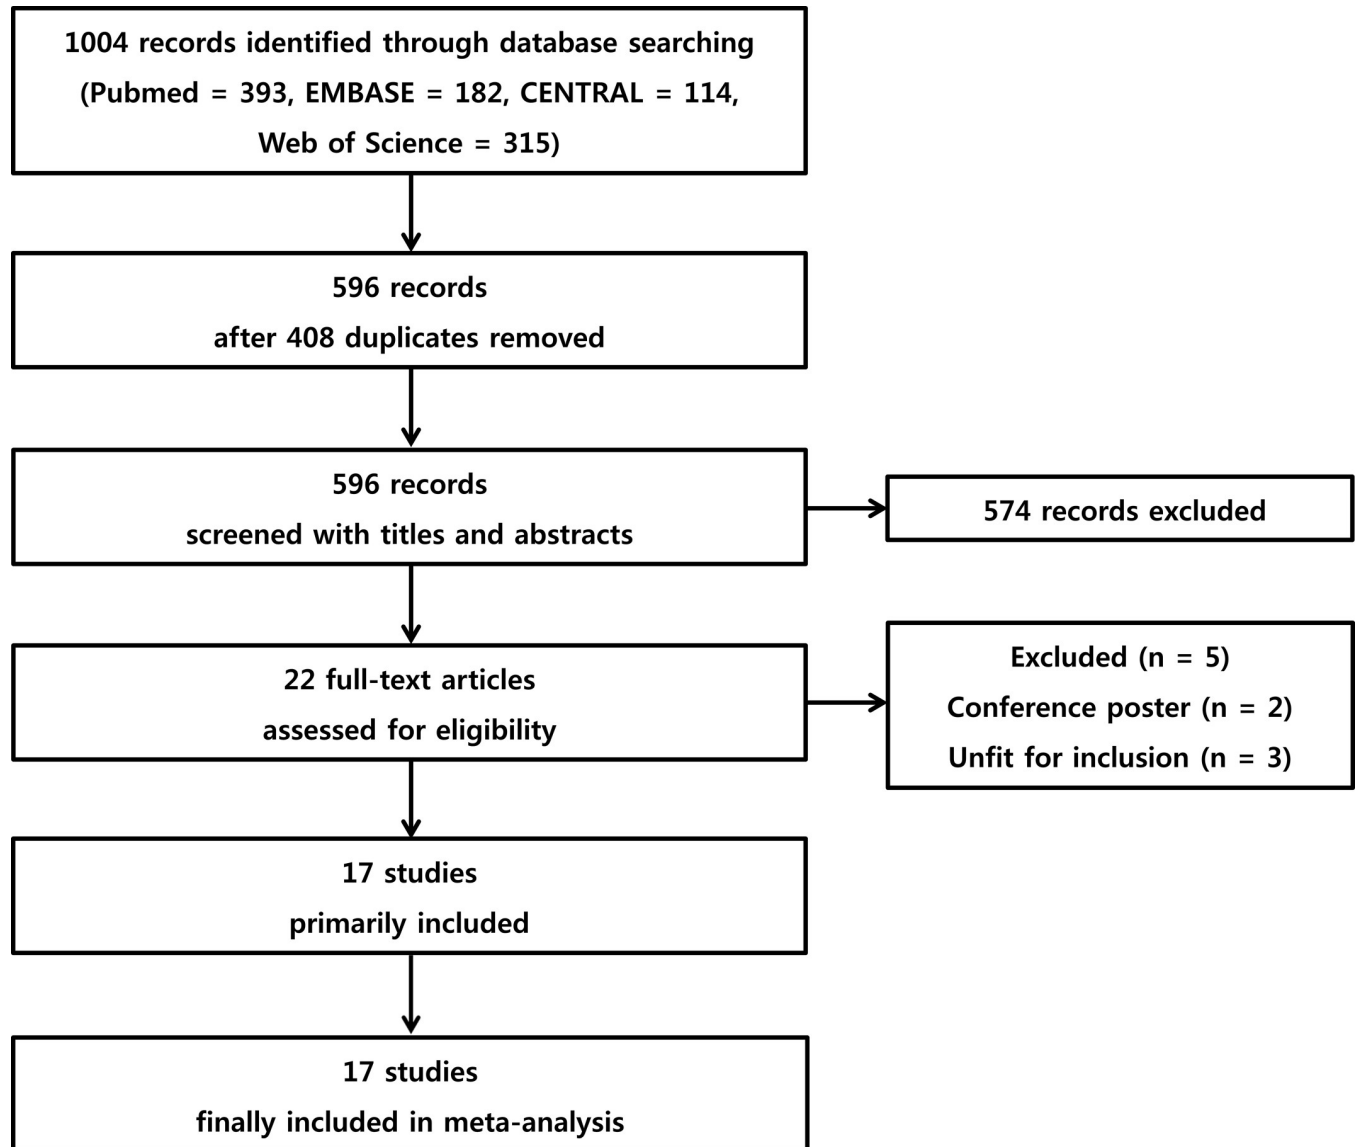 1004 records identified through database searching
(Pubmed = 393, EMBASE = 182, CENTRAL = 114,
Web of Science = 315)
596 records
after 408 duplicates removed
596 records
screened with titles and abstracts
574 records excluded
22 full-text articles
assessed for eligibility
Excluded (n = 5)
Conference poster (n = 2)
Unfit for inclusion (n = 3)
17 studies
primarily included
17 studies
finally included in meta-analysis